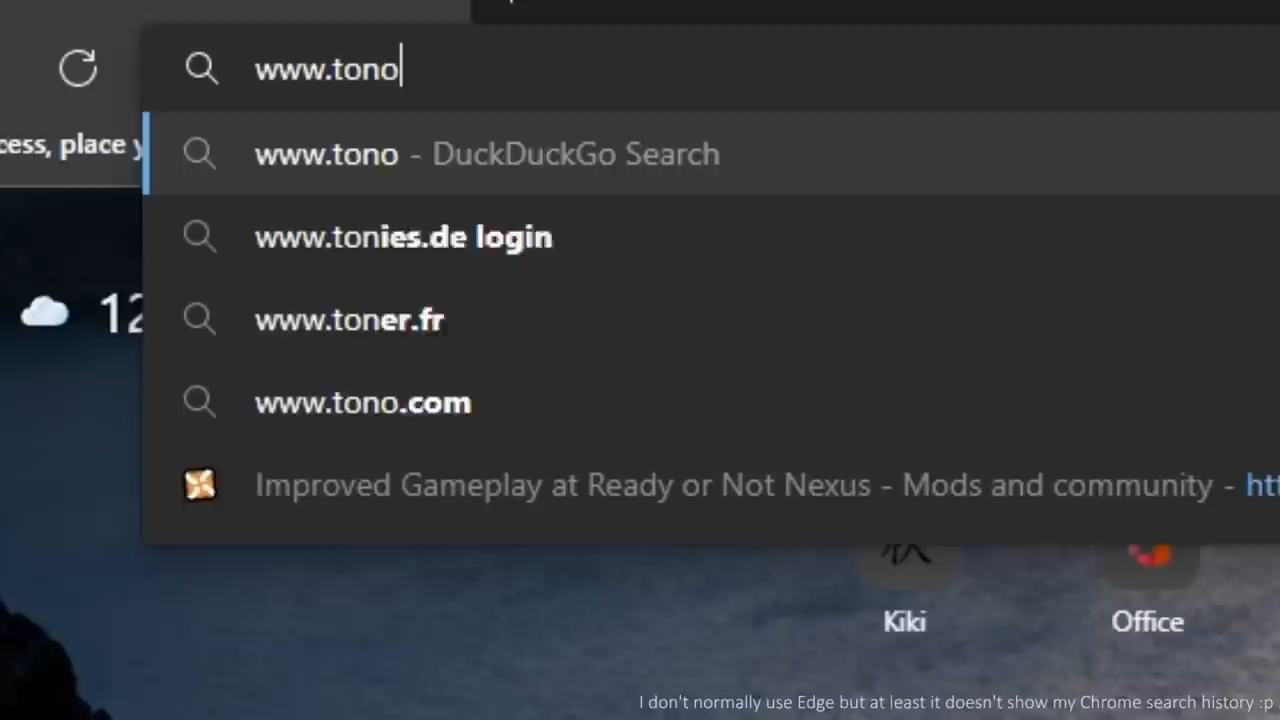 www.tono
cess, place
www.tono - DuckDuckGo Search
www.tonies.de login
www.toner.fr
12
www.tono.com
Improved Gameplay at Ready or Not Nexus - Mods and community - htt
Kiki
Office
I don't normally use Edge but at least it doesn't show my Chrome search history :p